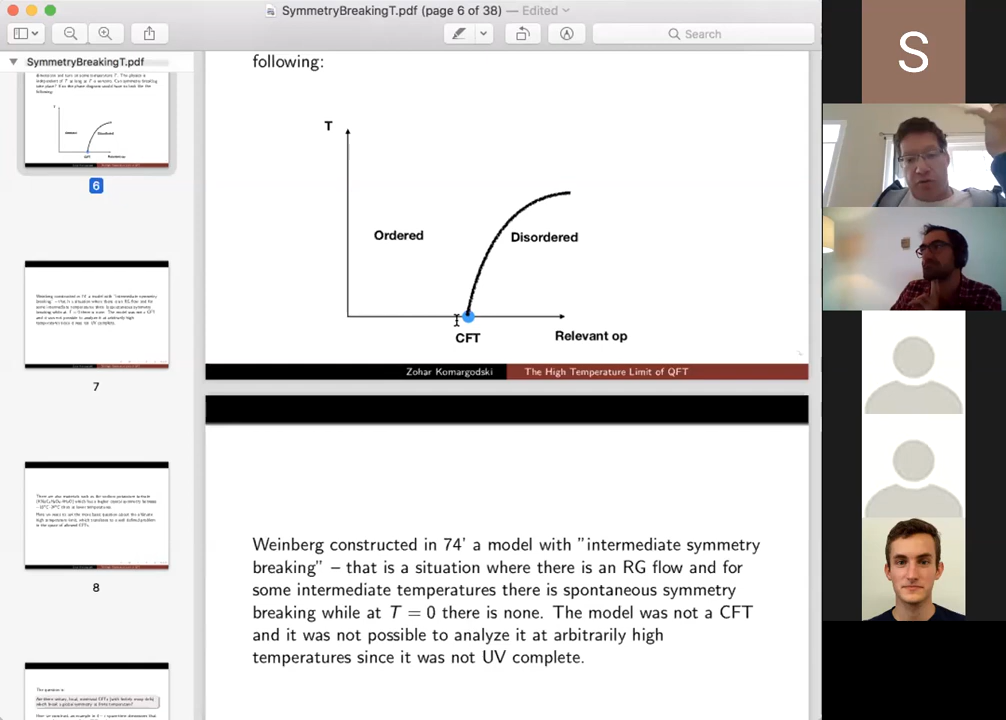 SymmetryBreakingT.pdf (page 6 of 38) — Edited
Search
SymmetryBreakingT.pdf
6
7
8
following:
T
Ordered
Disordered
CFT
Relevant op
Zohar Komargodski The High Temperature Limit of QFT
Weinberg constructed in 74' a model with "intermediate symmetry
breaking" – that is a situation where there is an RG flow and for
some intermediate temperatures there is spontaneous symmetry
breaking while at T = 0 there is none. The model was not a CFT
and it was not possible to analyze it at arbitrarily high
temperatures since it was not UV complete.
S